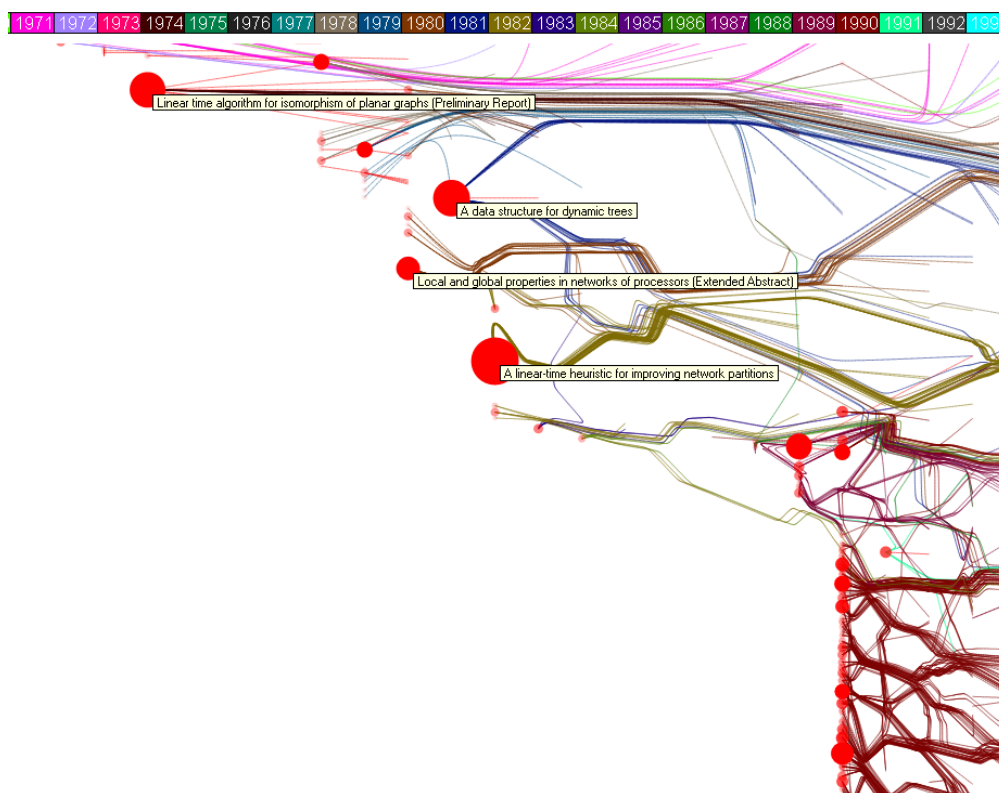 1971 1972 1973 1974 1975 1976 1977 1978 1979 1980 1981 1982 1983 1984 1985 1986 1987 1988 1989 1990 1991 1992
Linear time algorithm for isomorphism of planar graphs (Preliminary Report)
A data structure for dynamic trees
Local and global properties in networks of processors (Extended Abstract)
A linear-time heuristic for improving network partitions